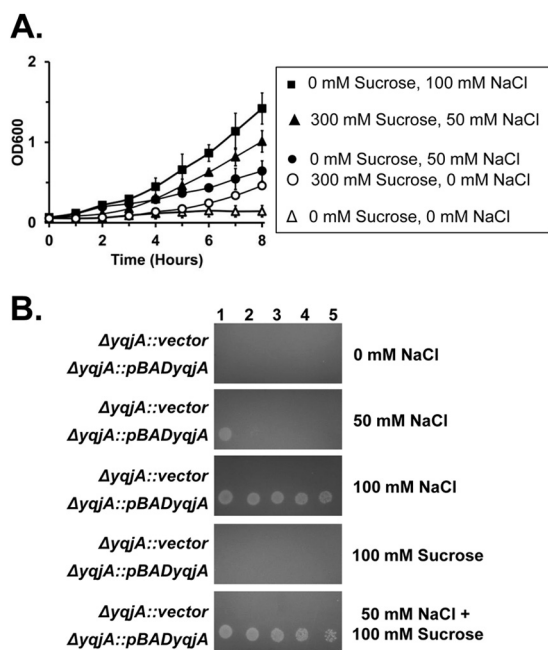 A.
2
1
0
OD600
0 2 4 6 8
Time (Hours)
0 mM Sucrose, 100 mM NaCl
300 mM Sucrose, 50 mM NaCl
0 mM Sucrose, 50 mM NaCl
300 mM Sucrose, 0 mM NaCl
0 mM Sucrose, 0 mM NaCl
B.
1 2 3 4 5
ΔyqjA::vector
ΔyqjA::pBADyqjA
0 mM NaCl
ΔyqjA::vector
ΔyqjA::pBADyqjA
50 mM NaCl
ΔyqjA::vector
ΔyqjA::pBADyqjA
100 mM NaCl
ΔyqjA::vector
ΔyqjA::pBADyqjA
100 mM Sucrose
ΔyqjA::vector
ΔyqjA::pBADyqjA
50 mM NaCl +
100 mM Sucrose